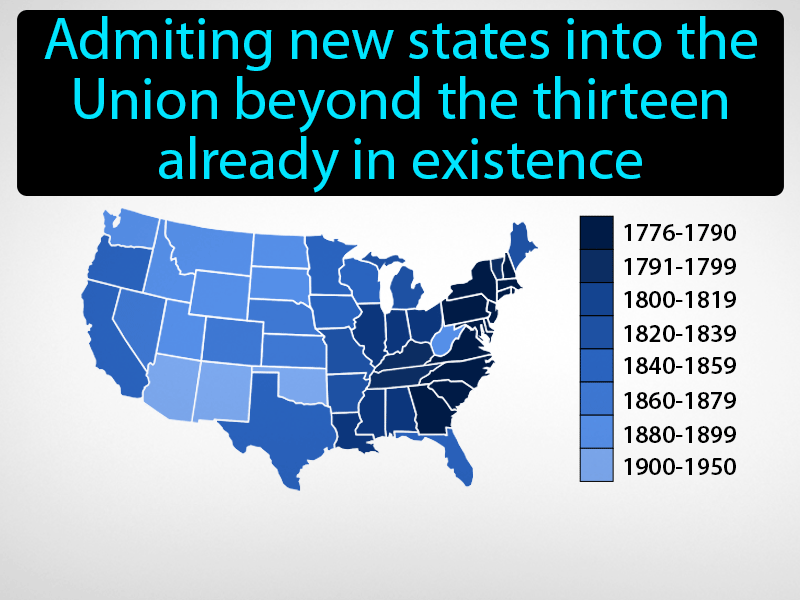 Admiting new states into the
Union beyond the thirteen
already in existence
1776-1790
1791-1799
1800-1819
1820-1839
1840-1859
1860-1879
1880-1899
1900-1950